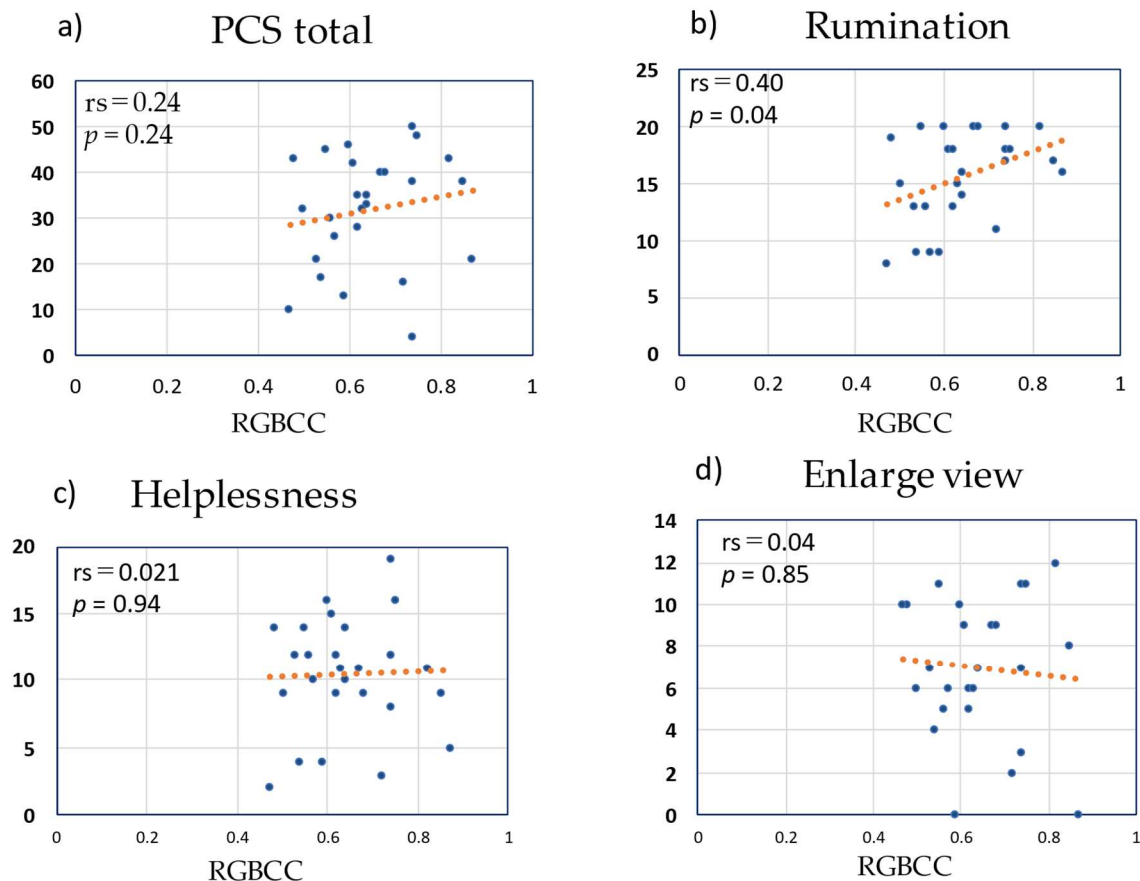 a) PCS total
60
50
40
30
20
10
0
rs = 0.24
p = 0.24
0 0.2 0.4 0.6 0.8 1
RGBCC
b) Rumination
25
20
15
10
5
0
rs = 0.40
p = 0.04
0 0.2 0.4 0.6 0.8 1
RGBCC
c) Helplessness
20
15
10
5
0
rs = 0.021
p = 0.94
0 0.2 0.4 0.6 0.8 1
RGBCC
d) Enlarge view
14
12
10
8
6
4
2
0
rs = 0.04
p = 0.85
0 0.2 0.4 0.6 0.8 1
RGBCC